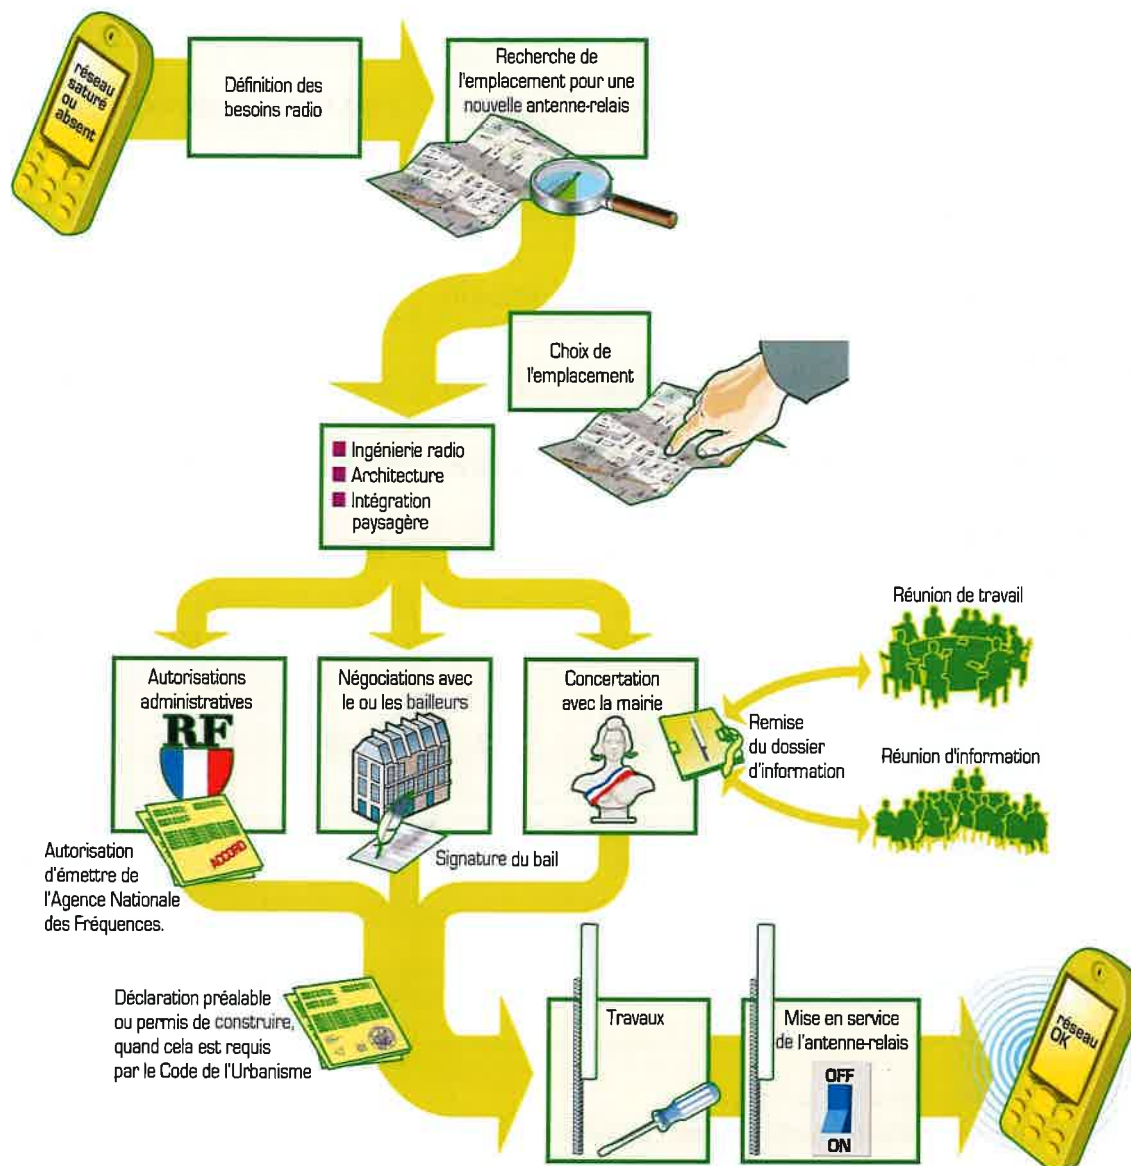 réseau
saturé
ou
absent
Définition des
besoins radio
Recherche de
l'emplacement pour une
nouvelle antenne-relais
Choix de
l'emplacement
Ingénierie radio
Architecture
Intégration
paysagère
Autorisations
administratives
RF
ACCORD
Autorisation
d'émettre de
l'Agence Nationale
des Fréquences.
Négociations avec
le ou les bailleurs
Signature du bail
Concertation
avec la mairie
Remise
du dossier
d'information
Réunion de travail
Réunion d'information
Déclaration préalable
ou permis de construire,
quand cela est requis
par le Code de l'Urbanisme
Travaux
Mise en service
de l'antenne-relais
OFF
ON
réseau
OK